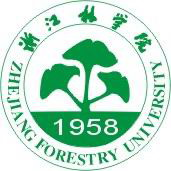 浙江林学院
1958
ZHEJIANG FORESTRY UNIVERSITY